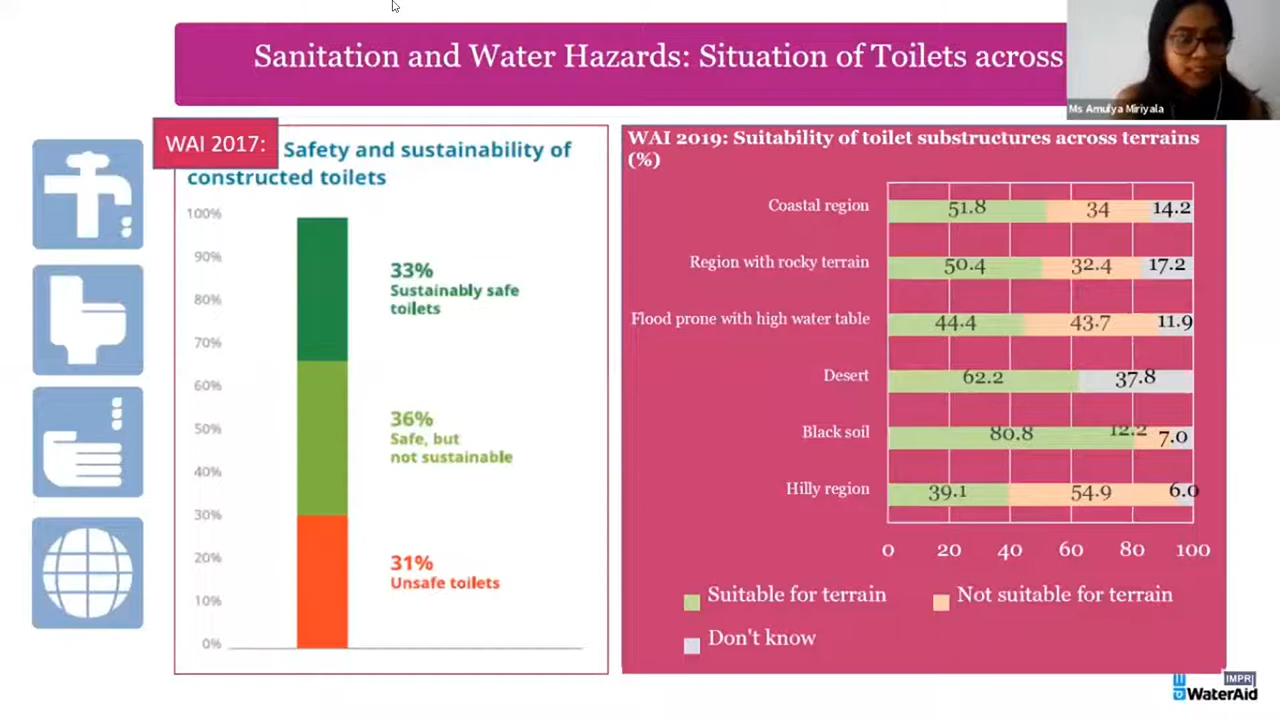 Sanitation and Water Hazards: Situation of Toilets across
Ms Amulya Miriyala
WAI 2017:
Safety and sustainability of
constructed toilets
100%
90%
80%
70%
60%
50%
40%
30%
20%
10%
0%
33%
Sustainably safe
toilets
36%
Safe, but
not sustainable
31%
Unsafe toilets
WAI 2019: Suitability of toilet substructures across terrains
(%)
Coastal region 51.8 34 14.2
Region with rocky terrain 50.4 32.4 17.2
Flood prone with high water table 44.4 43.7 11.9
Desert 62.2 37.8
Black soil 80.8 12.2 7.0
Hilly region 39.1 54.9 6.0
0 20 40 60 80 100
Suitable for terrain Not suitable for terrain
Don't know
IMPRI
WaterAid